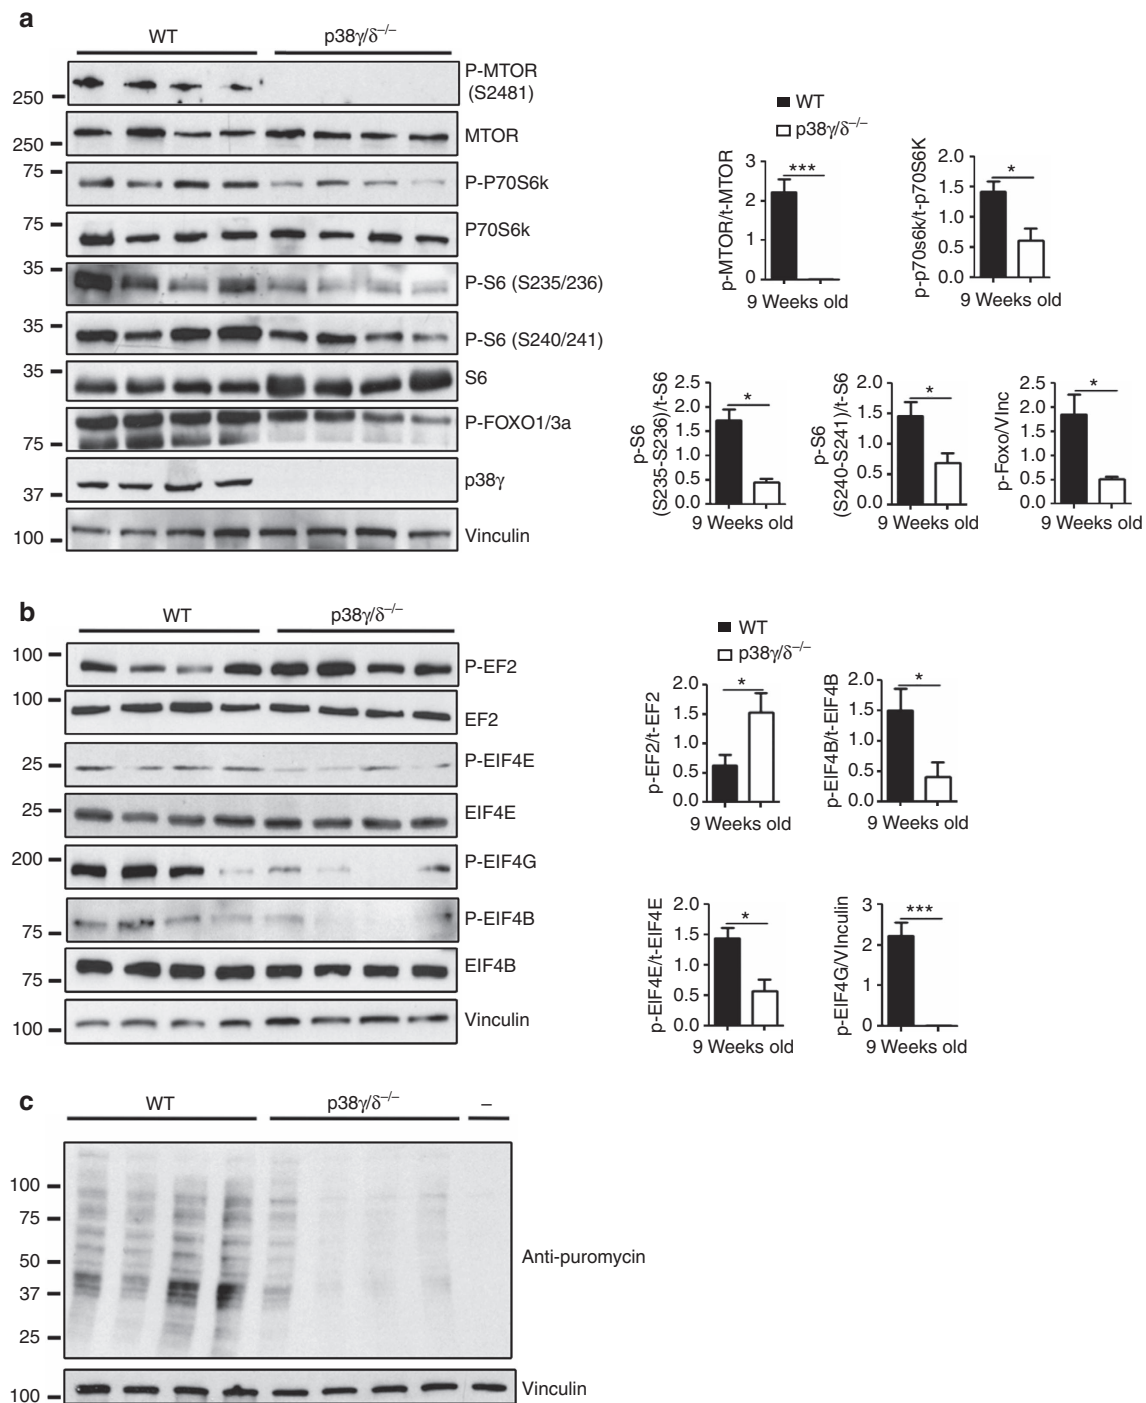 a
WT
p38γ/δ–/–
P-MTOR
(S2481)
250
MTOR
250
75
P-P70S6k
75
P70S6k
35
P-S6 (S235/236)
35
P-S6 (S240/241)
35
S6
P-FOXO1/3a
75
p38γ
37
Vinculin
100
WT
p38γ/δ–/–
p-MTOR/t-MTOR
3
2
1
0
***
9 Weeks old
p-p70s6k/t-p70S6K
2.0
1.5
1.0
0.5
0.0
*
9 Weeks old
p-S6
(S235-S236)/t-S6
2.5
2.0
1.5
1.0
0.5
0.0
*
9 Weeks old
p-S6
(S240-S241)/t-S6
2.0
1.5
1.0
0.5
0.0
*
9 Weeks old
p-Foxo/VInc
2.5
2.0
1.5
1.0
0.5
0.0
*
9 Weeks old
b
WT
p38γ/δ–/–
100
P-EF2
100
EF2
25
P-EIF4E
25
EIF4E
200
P-EIF4G
P-EIF4B
75
EIF4B
75
Vinculin
100
WT
p38γ/δ–/–
p-EF2/t-EF2
2.0
1.5
1.0
0.5
0.0
*
9 Weeks old
p-EIF4B/t-EIF4B
2.0
1.5
1.0
0.5
0.0
*
9 Weeks old
p-EIF4E/t-EIF4E
2.0
1.5
1.0
0.5
0.0
*
9 Weeks old
p-EIF4G/VInculin
3
2
1
0
***
9 Weeks old
c
WT
p38γ/δ–/–
–
100
75
50
37
25
Anti-puromycin
100
Vinculin